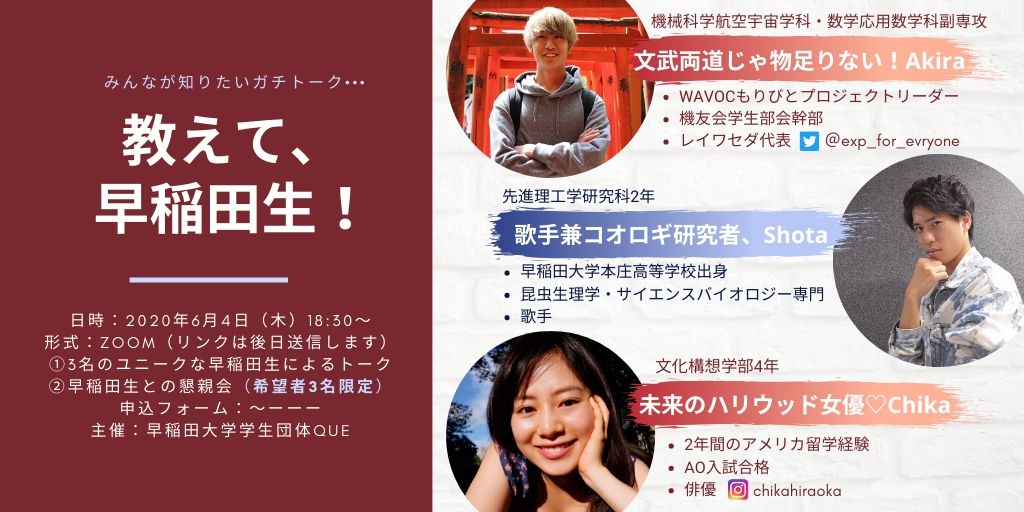 みんなが知りたいガチトーク・・・
教えて、
早稲田生！
日時：2020年6月4日（木）18:30〜
形式：ZOOM（リンクは後日送信します）
①3名のユニークな早稲田生によるトーク
②早稲田生との懇親会（希望者3名限定）
申込フォーム：〜ーーー
主催：早稲田大学学生団体QUE
機械科学航空宇宙学科・数学応用数学科副専攻
文武両道じゃ物足りない！Akira
• WAVOCもりびとプロジェクトリーダー
• 機友会学生部会幹部
• レイワセダ代表 @exp_for_evryone
先進理工学研究科2年
歌手兼コオロギ研究者、Shota
• 早稲田大学本庄高等学校出身
• 昆虫生理学・サイエンスバイオロジー専門
• 歌手
文化構想学部4年
未来のハリウッド女優♡Chika
• 2年間のアメリカ留学経験
• AO入試合格
• 俳優 chikahiraoka